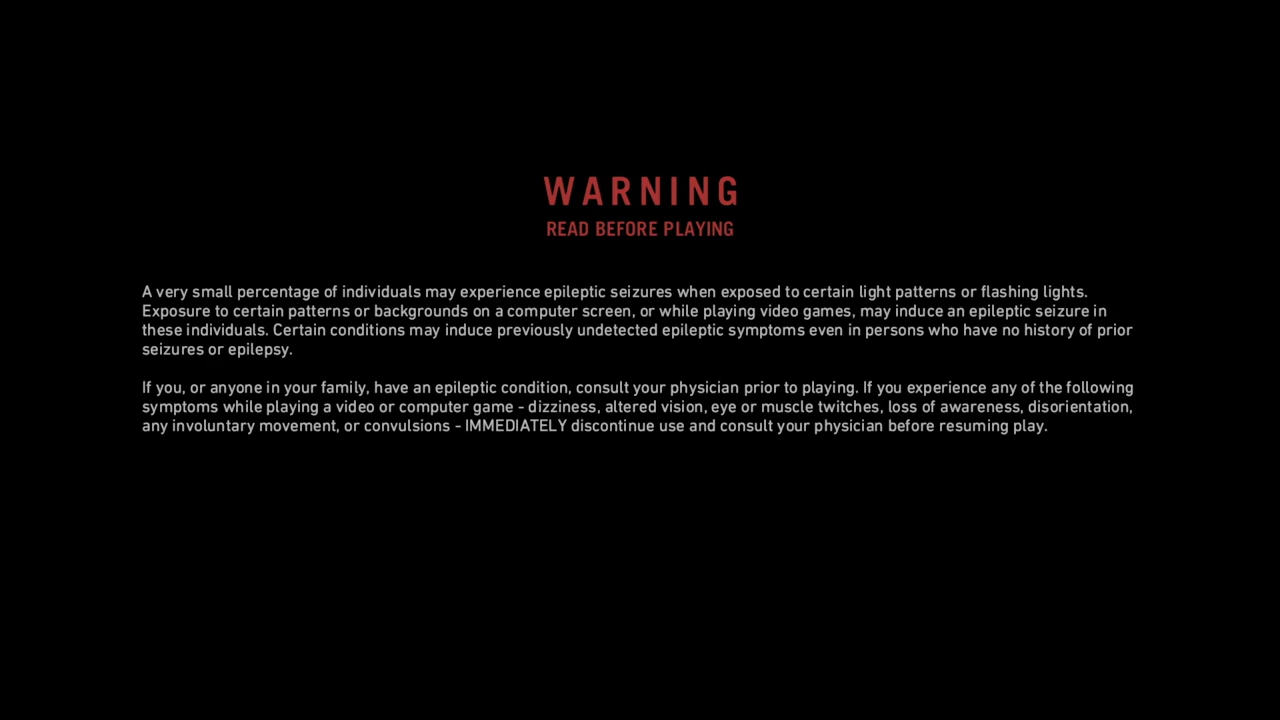 WARNING
READ BEFORE PLAYING
A very small percentage of individuals may experience epileptic seizures when exposed to certain light patterns or flashing lights.
Exposure to certain patterns or backgrounds on a computer screen, or while playing video games, may induce an epileptic seizure in
these individuals. Certain conditions may induce previously undetected epileptic symptoms even in persons who have no history of prior
seizures or epilepsy.
If you, or anyone in your family, have an epileptic condition, consult your physician prior to playing. If you experience any of the following
symptoms while playing a video or computer game - dizziness, altered vision, eye or muscle twitches, loss of awareness, disorientation,
any involuntary movement, or convulsions - IMMEDIATELY discontinue use and consult your physician before resuming play.